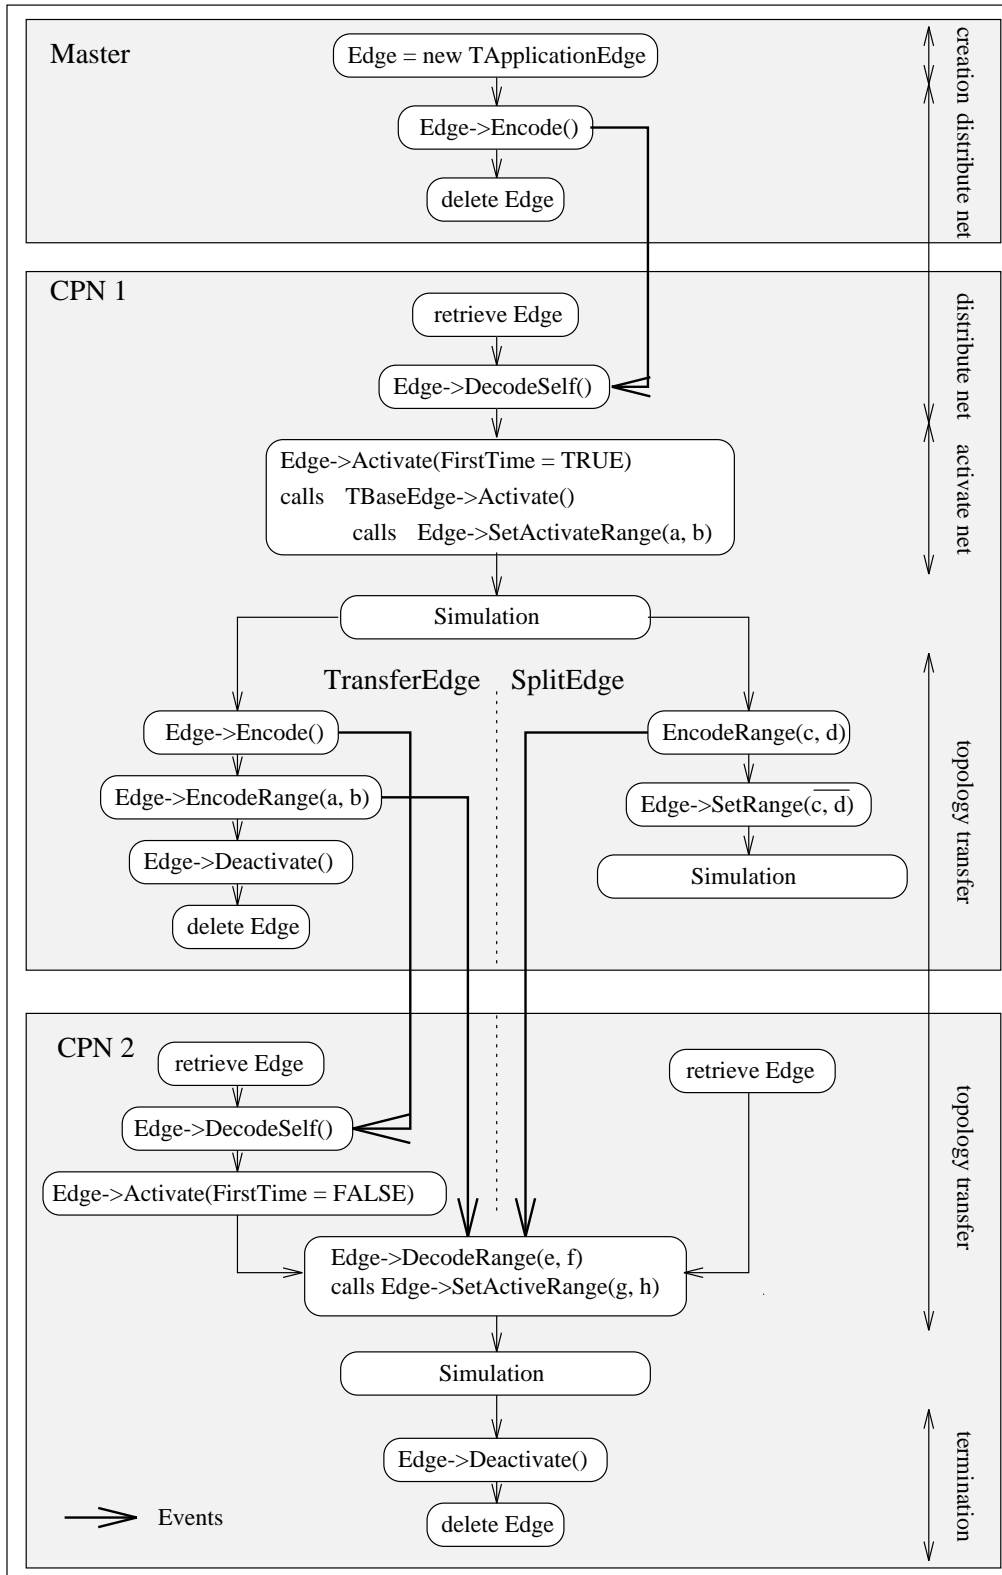 Master
Edge = new TApplicationEdge
Edge->Encode()
delete Edge
creation
distribute net
CPN 1
retrieve Edge
Edge->DecodeSelf()
Edge->Activate(FirstTime = TRUE)
calls TBaseEdge->Activate()
calls Edge->SetActivateRange(a, b)
distribute net
activate net
Simulation
TransferEdge
SplitEdge
Edge->Encode()
Edge->EncodeRange(a, b)
Edge->Deactivate()
delete Edge
EncodeRange(c, d)
Edge->SetRange(c, d)
Simulation
topology transfer
CPN 2
retrieve Edge
Edge->DecodeSelf()
Edge->Activate(FirstTime = FALSE)
retrieve Edge
Edge->DecodeRange(e, f)
calls Edge->SetActiveRange(g, h)
topology transfer
Simulation
Edge->Deactivate()
delete Edge
termination
Events